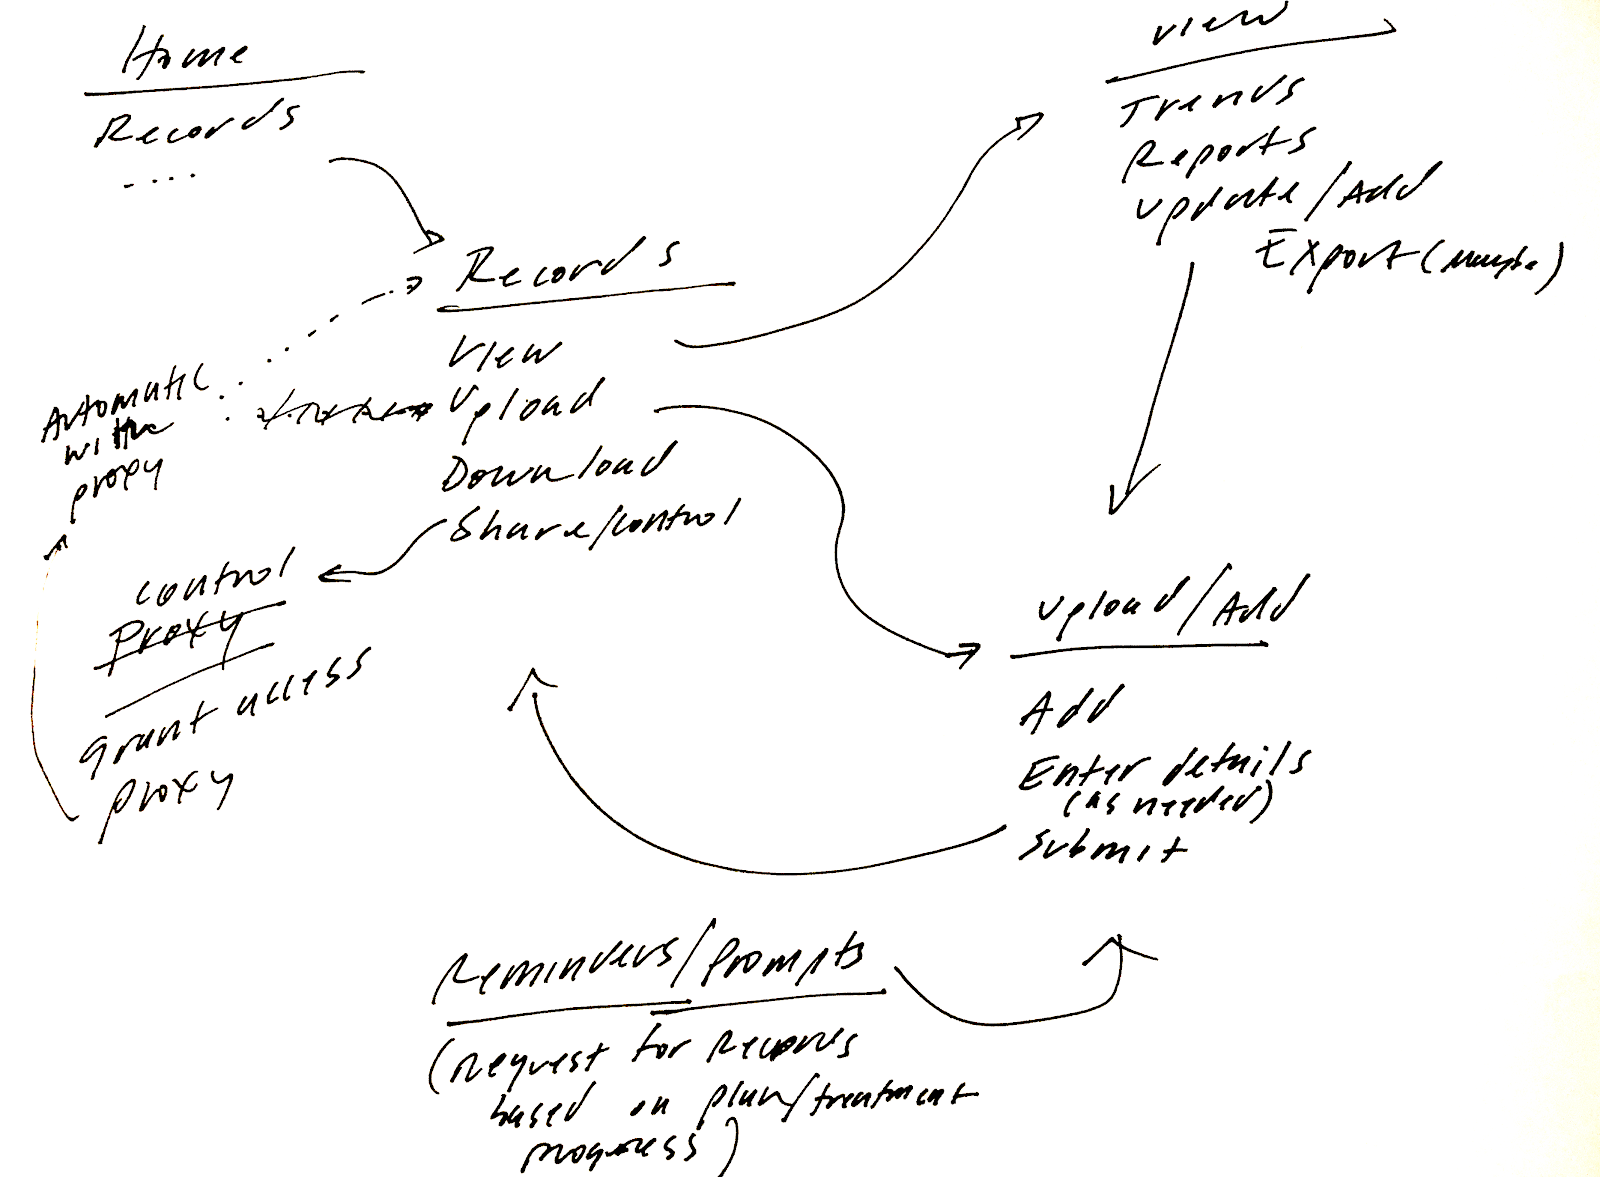 Home
Records
....
View
Trends
Reports
Update/Add
Export (maybe)
Records
View
Upload
Download
Share/control
Automatic
with
proxy
control
Proxy
grant access
proxy
Upload/Add
Add
Enter details
(as needed)
Submit
Reminders/Prompts
(Request for Records
based on plan/treatment
progress)